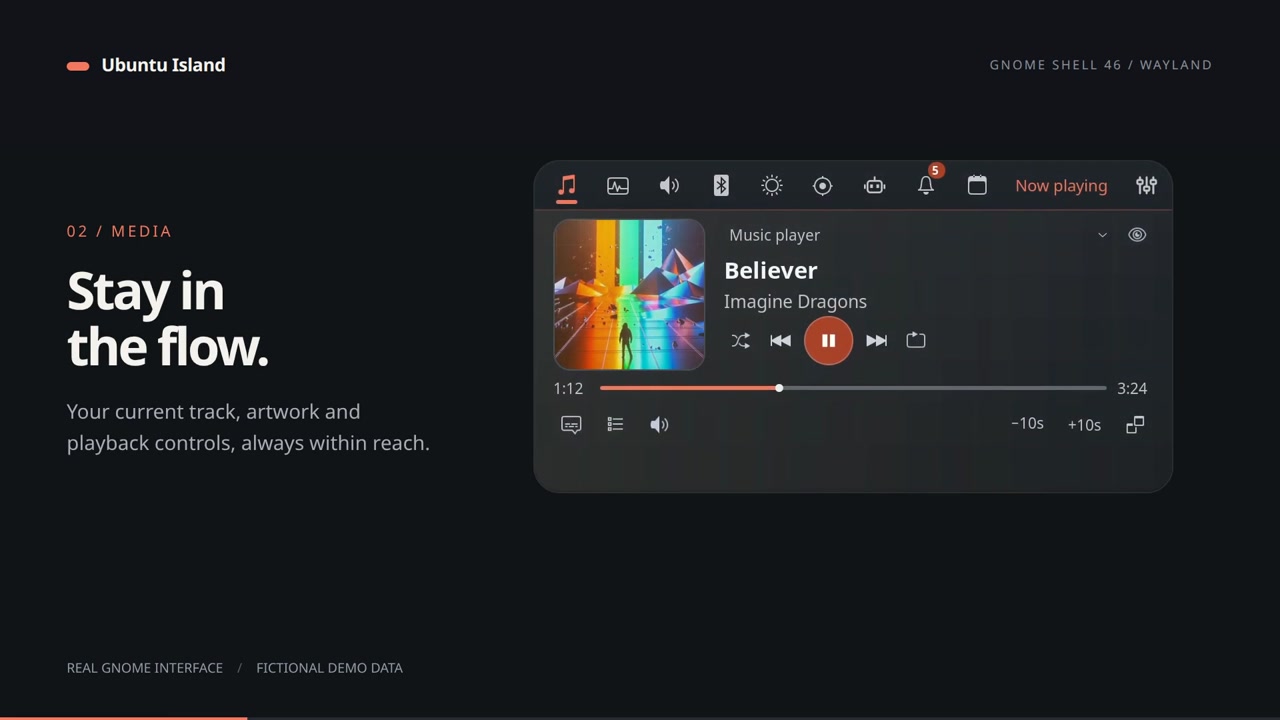 Ubuntu Island
GNOME SHELL 46 / WAYLAND
02 / MEDIA
Stay in
the flow.
Your current track, artwork and
playback controls, always within reach.
5
Now playing
Music player
Believer
Imagine Dragons
1:12
3:24
−10s
+10s
REAL GNOME INTERFACE / FICTIONAL DEMO DATA